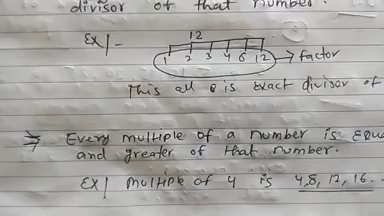 divisor of that number.
Ex/-
12
1 2 3 4 6 12 → factor
This all is exact divisor of
⇒ Every multiple of a number is equ
and greater of that number.
Ex/ multiple of 4 is 4,8,12,16..